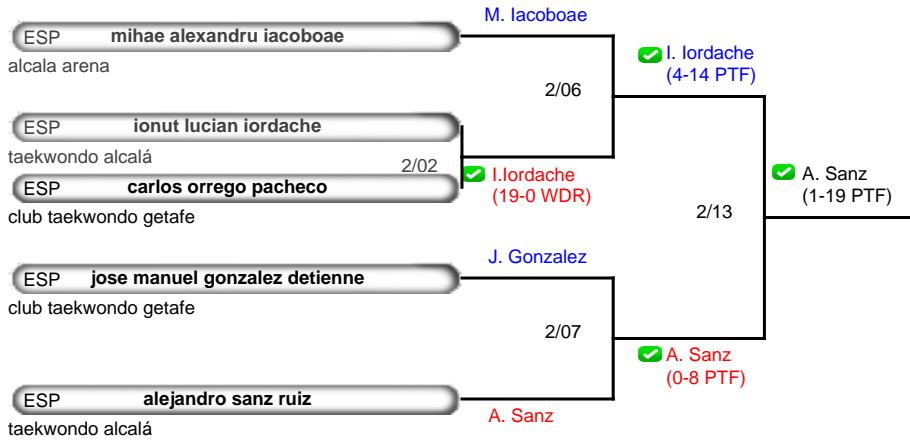 M. Iacoboae
ESP mihae alexandru iacoboae
alcala arena
I. Iordache
(4-14 PTF)
2/06
ESP ionut lucian iordache
taekwondo alcalá
2/02
I.Iordache
(19-0 WDR)
ESP carlos orrego pacheco
club taekwondo getafe
A. Sanz
(1-19 PTF)
2/13
J. Gonzalez
ESP jose manuel gonzalez detienne
club taekwondo getafe
2/07
A. Sanz
(0-8 PTF)
ESP alejandro sanz ruiz
A. Sanz
taekwondo alcalá